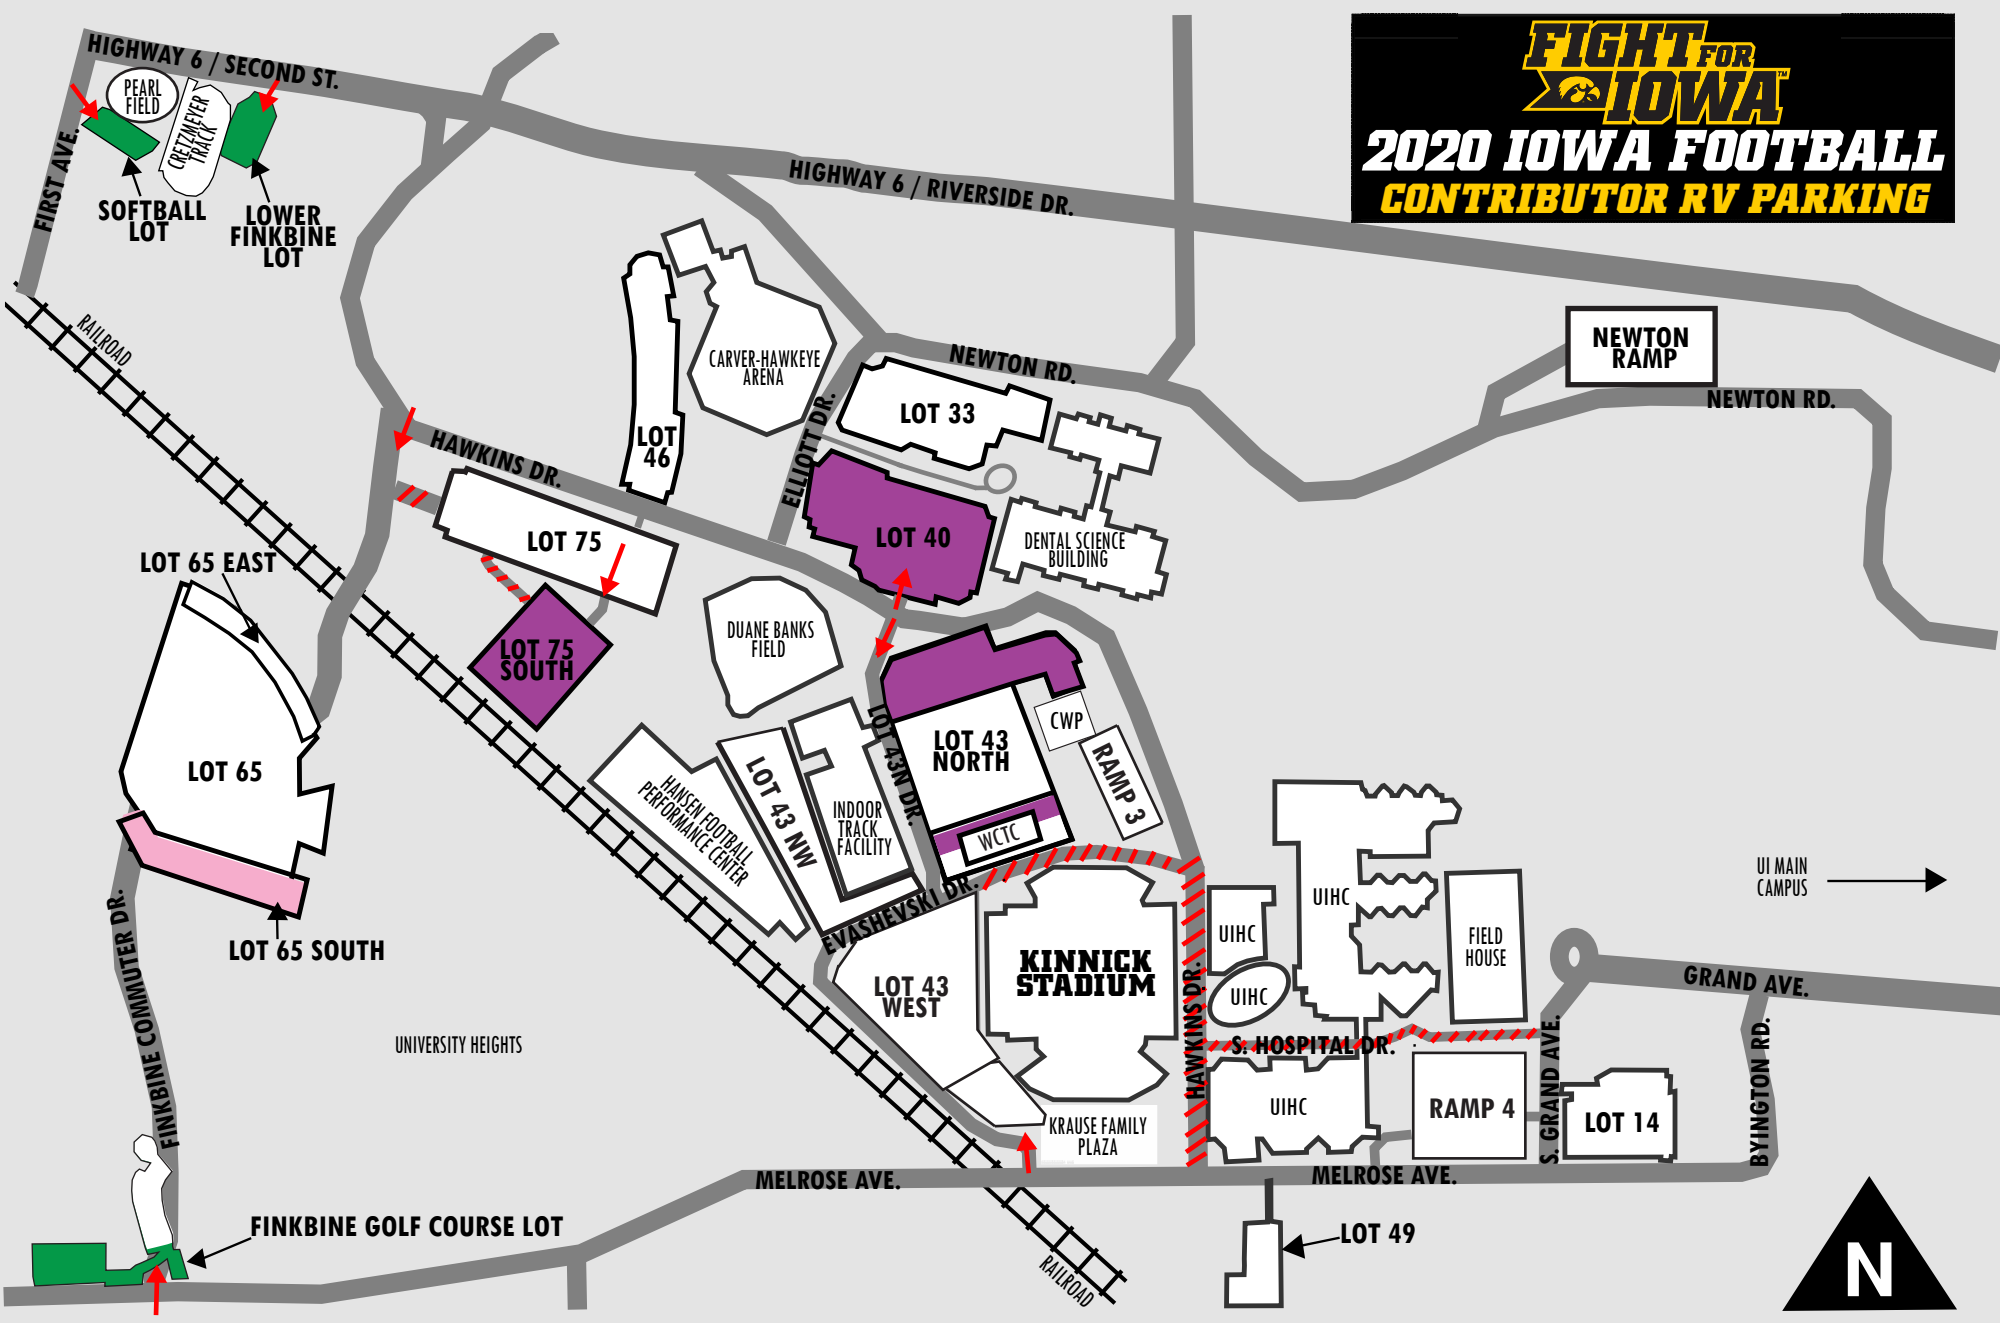 FIGHT FOR
IOWA
TM
2020 IOWA FOOTBALL
CONTRIBUTOR RV PARKING
HIGHWAY 6 / SECOND ST.
PEARL
FIELD
CRETZMEYER
TRACK
FIRST AVE.
SOFTBALL
LOT
LOWER
FINKBINE
LOT
HIGHWAY 6 / RIVERSIDE DR.
RAILROAD
CARVER-HAWKEYE
ARENA
NEWTON RD.
NEWTON
RAMP
NEWTON RD.
LOT 33
LOT
46
HAWKINS DR.
ELLIOTT DR.
LOT 75
LOT 40
DENTAL SCIENCE
BUILDING
LOT 65 EAST
LOT 75
SOUTH
DUANE BANKS
FIELD
LOT 65
LOT 43N DR.
LOT 43
NORTH
CWP
RAMP 3
HANSEN FOOTBALL
PERFORMANCE CENTER
LOT 43 NW
INDOOR
TRACK
FACILITY
WCTC
UI MAIN
CAMPUS
UIHC
LOT 65 SOUTH
FINKBINE COMMUTER DR.
EVASHEVSKI DR.
KINNICK
STADIUM
LOT 43
WEST
UIHC
UIHC
FIELD
HOUSE
GRAND AVE.
HAWKINS DR.
UNIVERSITY HEIGHTS
S. HOSPITAL DR.
UIHC
RAMP 4
S. GRAND AVE.
LOT 14
BYINGTON RD.
KRAUSE FAMILY
PLAZA
MELROSE AVE.
MELROSE AVE.
FINKBINE GOLF COURSE LOT
LOT 49
RAILROAD
N